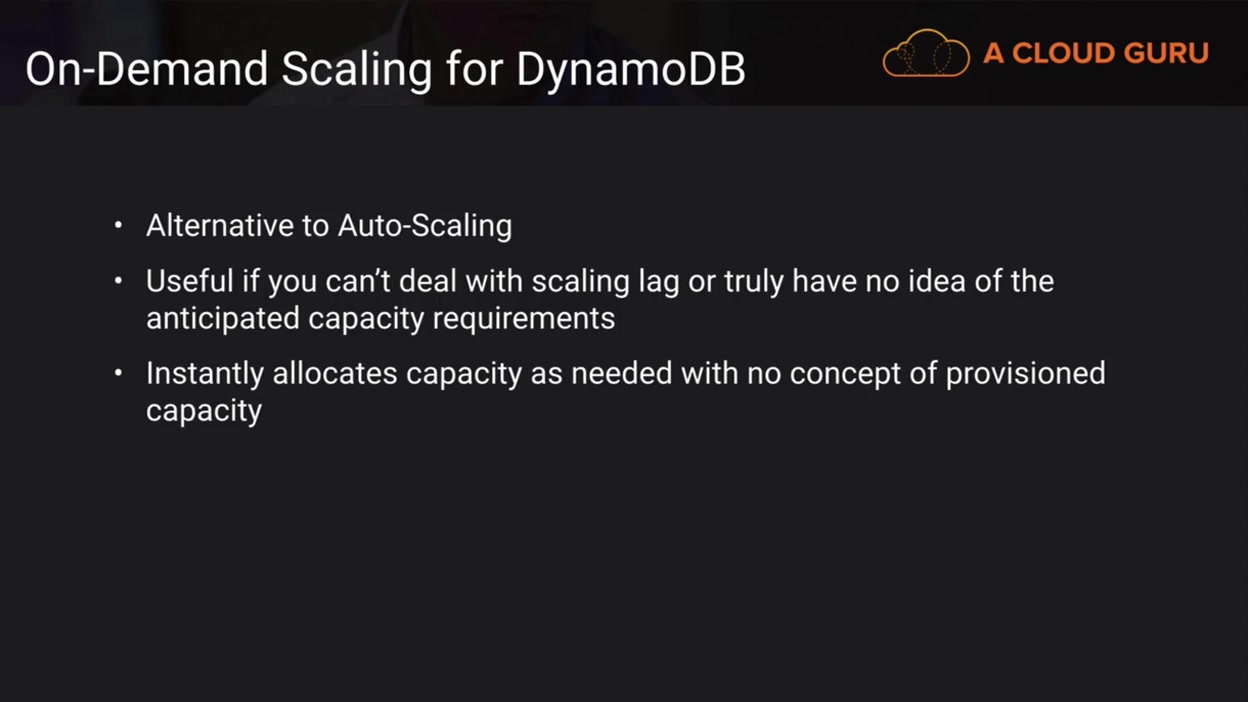 On-Demand Scaling for DynamoDB
A CLOUD GURU
• Alternative to Auto-Scaling
• Useful if you can’t deal with scaling lag or truly have no idea of the
anticipated capacity requirements
• Instantly allocates capacity as needed with no concept of provisioned
capacity